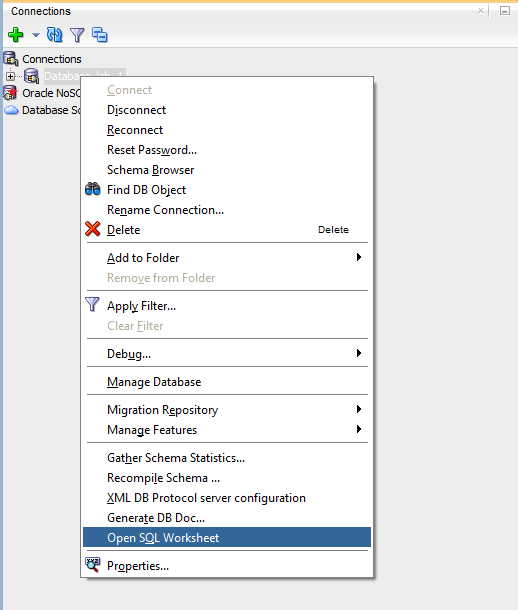 Connections
Connections
Database_lab_1
Oracle NoSQ
Database Sc
Connect
Disconnect
Reconnect
Reset Password...
Schema Browser
Find DB Object
Rename Connection...
Delete Delete
Add to Folder
Remove from Folder
Apply Filter...
Clear Filter
Debug...
Manage Database
Migration Repository
Manage Features
Gather Schema Statistics...
Recompile Schema ...
XML DB Protocol server configuration
Generate DB Doc...
Open SQL Worksheet
Properties...